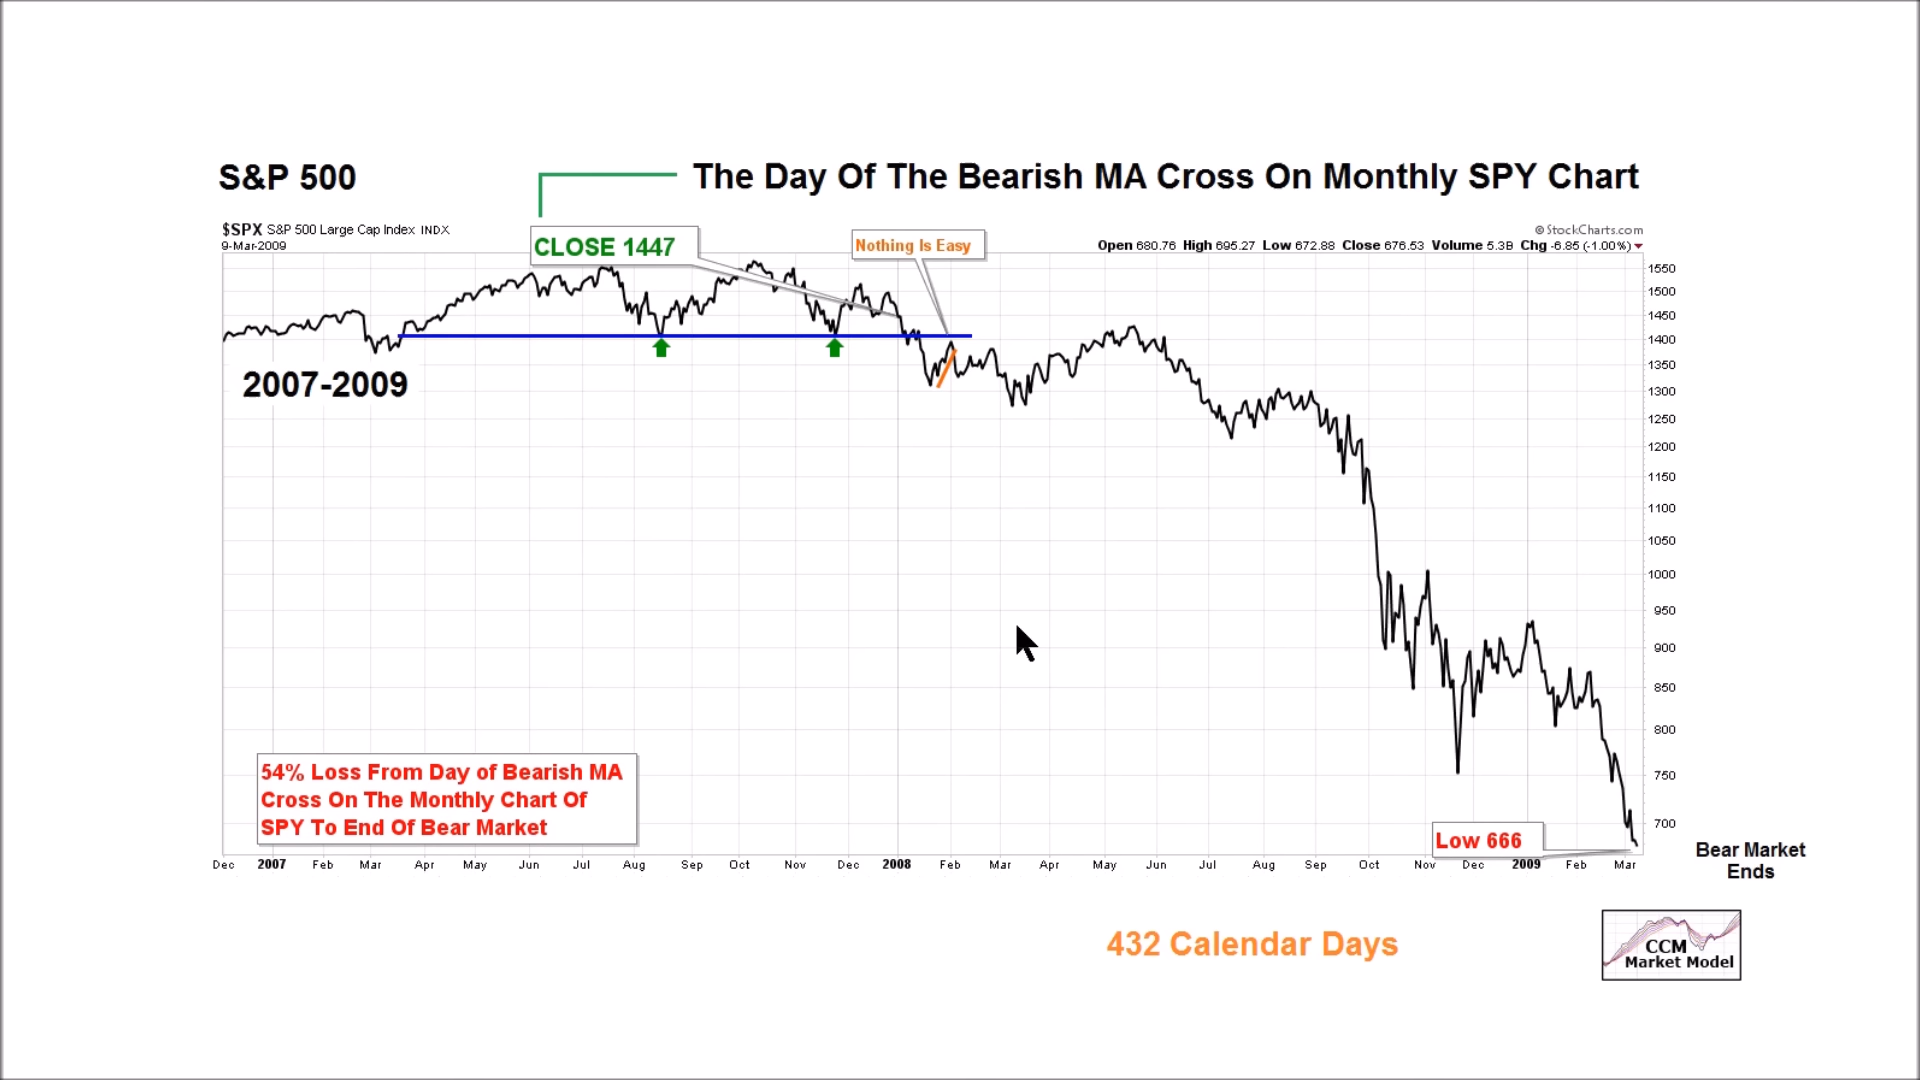 S&P 500
The Day Of The Bearish MA Cross On Monthly SPY Chart
$SPX S&P 500 Large Cap Index INDX
© StockCharts.com
9-Mar-2009
Open 680.76 High 695.27 Low 672.88 Close 676.53 Volume 5.3B Chg -6.85 (-1.00%)
CLOSE 1447
Nothing Is Easy
1550
1500
1450
1400
1350
1300
1250
1200
1150
1100
1050
1000
950
900
850
800
750
700
2007-2009
54% Loss From Day of Bearish MA
Cross On The Monthly Chart Of
SPY To End Of Bear Market
Low 666
Dec 2007 Feb Mar Apr May Jun Jul Aug Sep Oct Nov Dec 2008 Feb Mar Apr May Jun Jul Aug Sep Oct Nov Dec 2009 Feb Mar
Bear Market
Ends
432 Calendar Days
CCM
Market Model